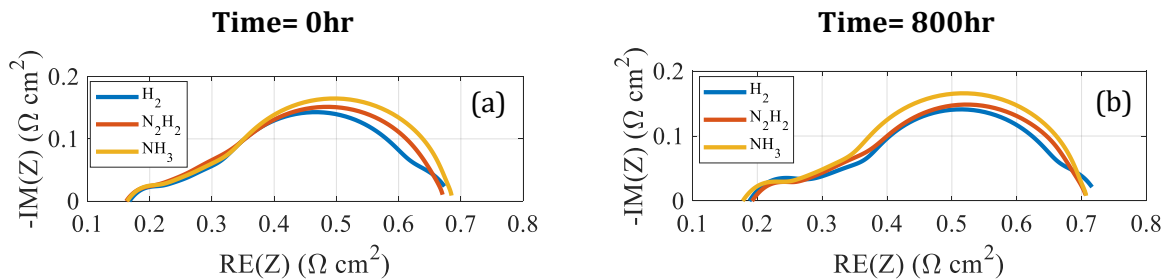 Time= 0hr
0.2
0.1
0
-IM(Z) (Ω cm²)
H₂
N₂H₂
NH₃
(a)
0.1 0.2 0.3 0.4 0.5 0.6 0.7 0.8
RE(Z) (Ω cm²)
Time= 800hr
0.2
0.1
0
-IM(Z) (Ω cm²)
H₂
N₂H₂
NH₃
(b)
0.1 0.2 0.3 0.4 0.5 0.6 0.7 0.8
RE(Z) (Ω cm²)